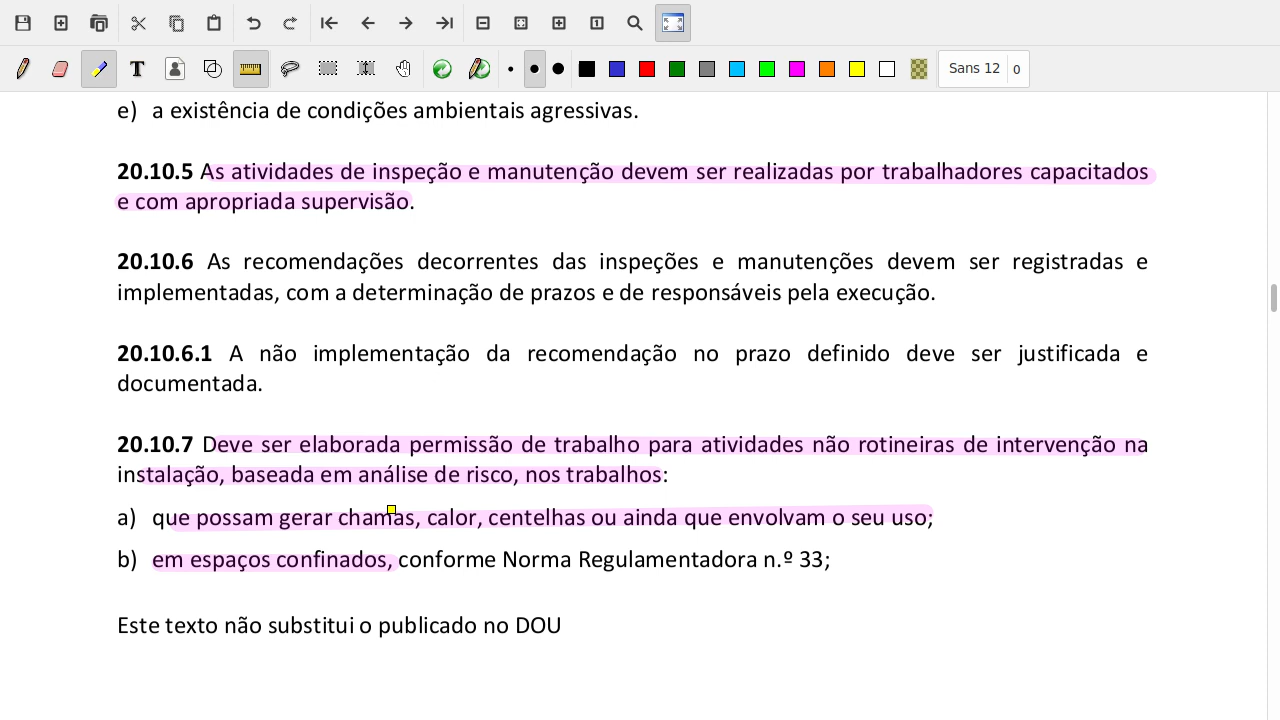 Sans 12 0
e) a existência de condições ambientais agressivas.
20.10.5 As atividades de inspeção e manutenção devem ser realizadas por trabalhadores capacitados
e com apropriada supervisão.
20.10.6 As recomendações decorrentes das inspeções e manutenções devem ser registradas e
implementadas, com a determinação de prazos e de responsáveis pela execução.
20.10.6.1 A não implementação da recomendação no prazo definido deve ser justificada e
documentada.
20.10.7 Deve ser elaborada permissão de trabalho para atividades não rotineiras de intervenção na
instalação, baseada em análise de risco, nos trabalhos:
a) que possam gerar chamas, calor, centelhas ou ainda que envolvam o seu uso;
b) em espaços confinados, conforme Norma Regulamentadora n.º 33;
Este texto não substitui o publicado no DOU